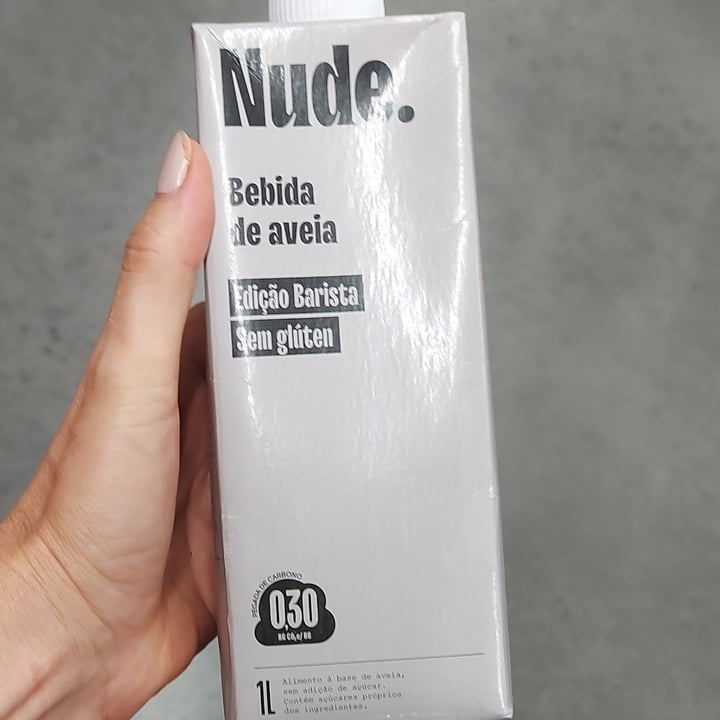 Nude.
Bebida
de aveia
Edição Barista
Sem glúten
PEGADA DE CARBONO
0,30
KG CO₂e/KG
1L
Alimento à base de aveia,
sem adição de açúcar.
Contém açúcares próprios
dos ingredientes.